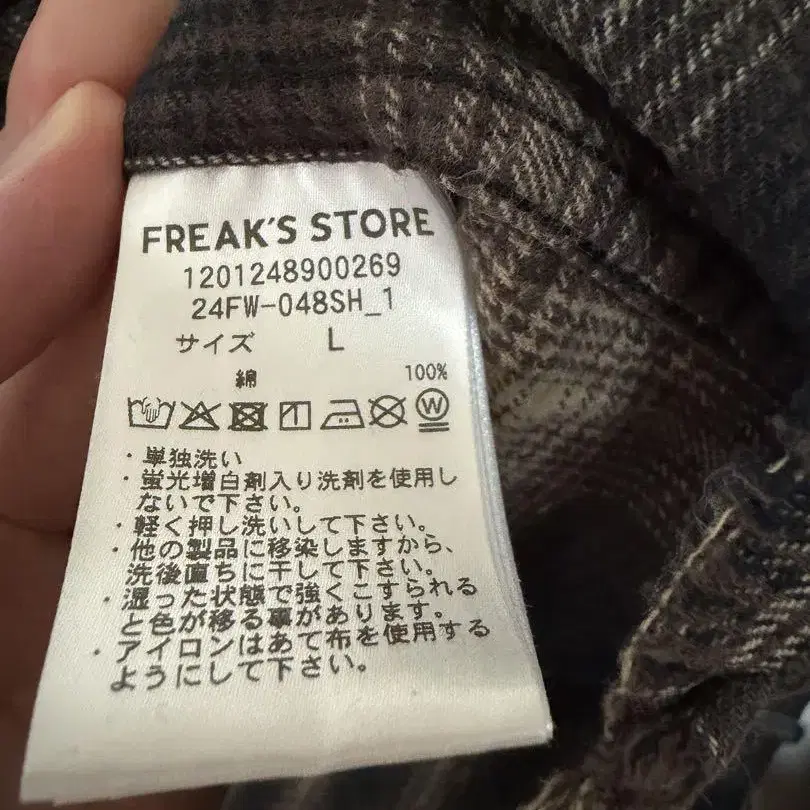 FREAK'S STORE
1201248900269
24FW-048SH_1
サイズ L
綿 100%
W
・単独洗い
・蛍光増白剤入り洗剤を使用し
ないで下さい。
・軽く押し洗いして下さい。
・他の製品に移染しますから、
洗後直ちに干して下さい。
・湿った状態で強くこすられる
と色が移る事があります。
・アイロンはあて布を使用する
ようにして下さい。